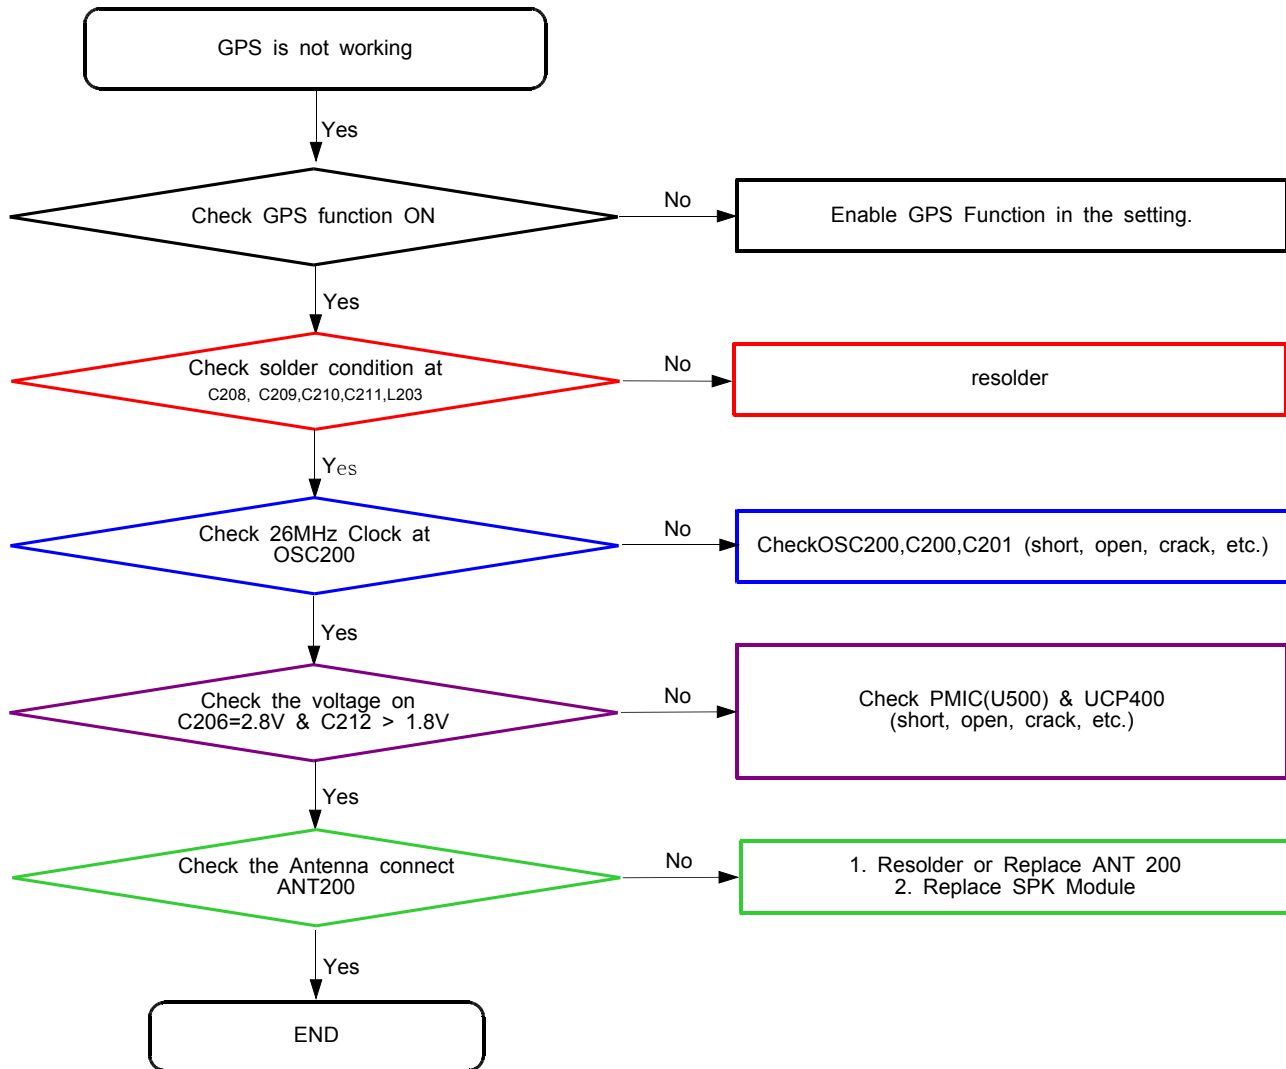 GPS is not working
Yes
Check GPS function ON
No
Enable GPS Function in the setting.
Yes
Check solder condition at
C208, C209,C210,C211,L203
No
resolder
Yes
Check 26MHz Clock at
OSC200
No
CheckOSC200,C200,C201 (short, open, crack, etc.)
Yes
Check the voltage on
C206=2.8V & C212 > 1.8V
No
Check PMIC(U500) & UCP400
(short, open, crack, etc.)
Yes
Check the Antenna connect
ANT200
No
1. Resolder or Replace ANT 200
2. Replace SPK Module
Yes
END